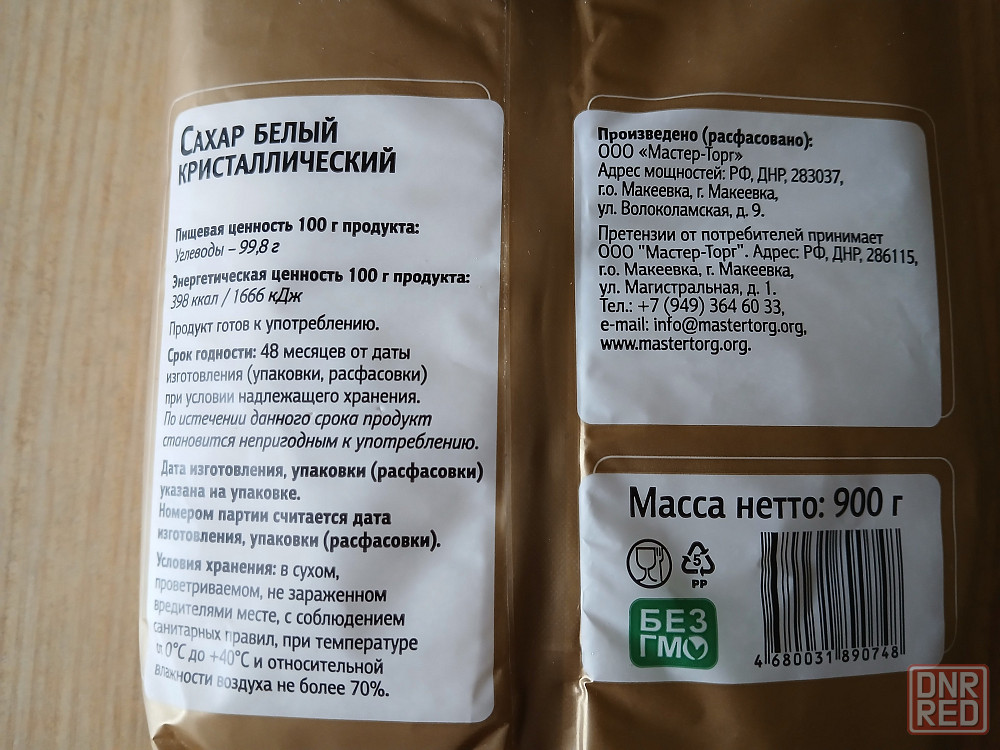 САХАР БЕЛЫЙ
КРИСТАЛЛИЧЕСКИЙ
Пищевая ценность 100 г продукта:
Углеводы – 99,8 г
Энергетическая ценность 100 г продукта:
398 ккал / 1666 кДж
Продукт готов к употреблению.
Срок годности: 48 месяцев от даты
изготовления (упаковки, расфасовки)
при условии надлежащего хранения.
По истечении данного срока продукт
становится непригодным к употреблению.
Дата изготовления, упаковки (расфасовки)
указана на упаковке.
Номером партии считается дата
изготовления, упаковки (расфасовки).
Условия хранения: в сухом,
проветриваемом, не зараженном
вредителями месте, с соблюдением
санитарных правил, при температуре
от 0°С до +40°С и относительной
влажности воздуха не более 70%.
Произведено (расфасовано):
ООО «Мастер-Торг»
Адрес мощностей: РФ, ДНР, 283037,
г.о. Макеевка, г. Макеевка,
ул. Волоколамская, д. 9.
Претензии от потребителей принимает
ООО "Мастер-Торг". Адрес: РФ, ДНР, 286115,
г.о. Макеевка, г. Макеевка,
ул. Магистральная, д. 1.
Тел.: +7 (949) 364 60 33,
e-mail: info@mastertorg.org,
www.mastertorg.org.
Масса нетто: 900 г
5
PP
БЕЗ
ГМО
4 680031 890748
DNR
RED